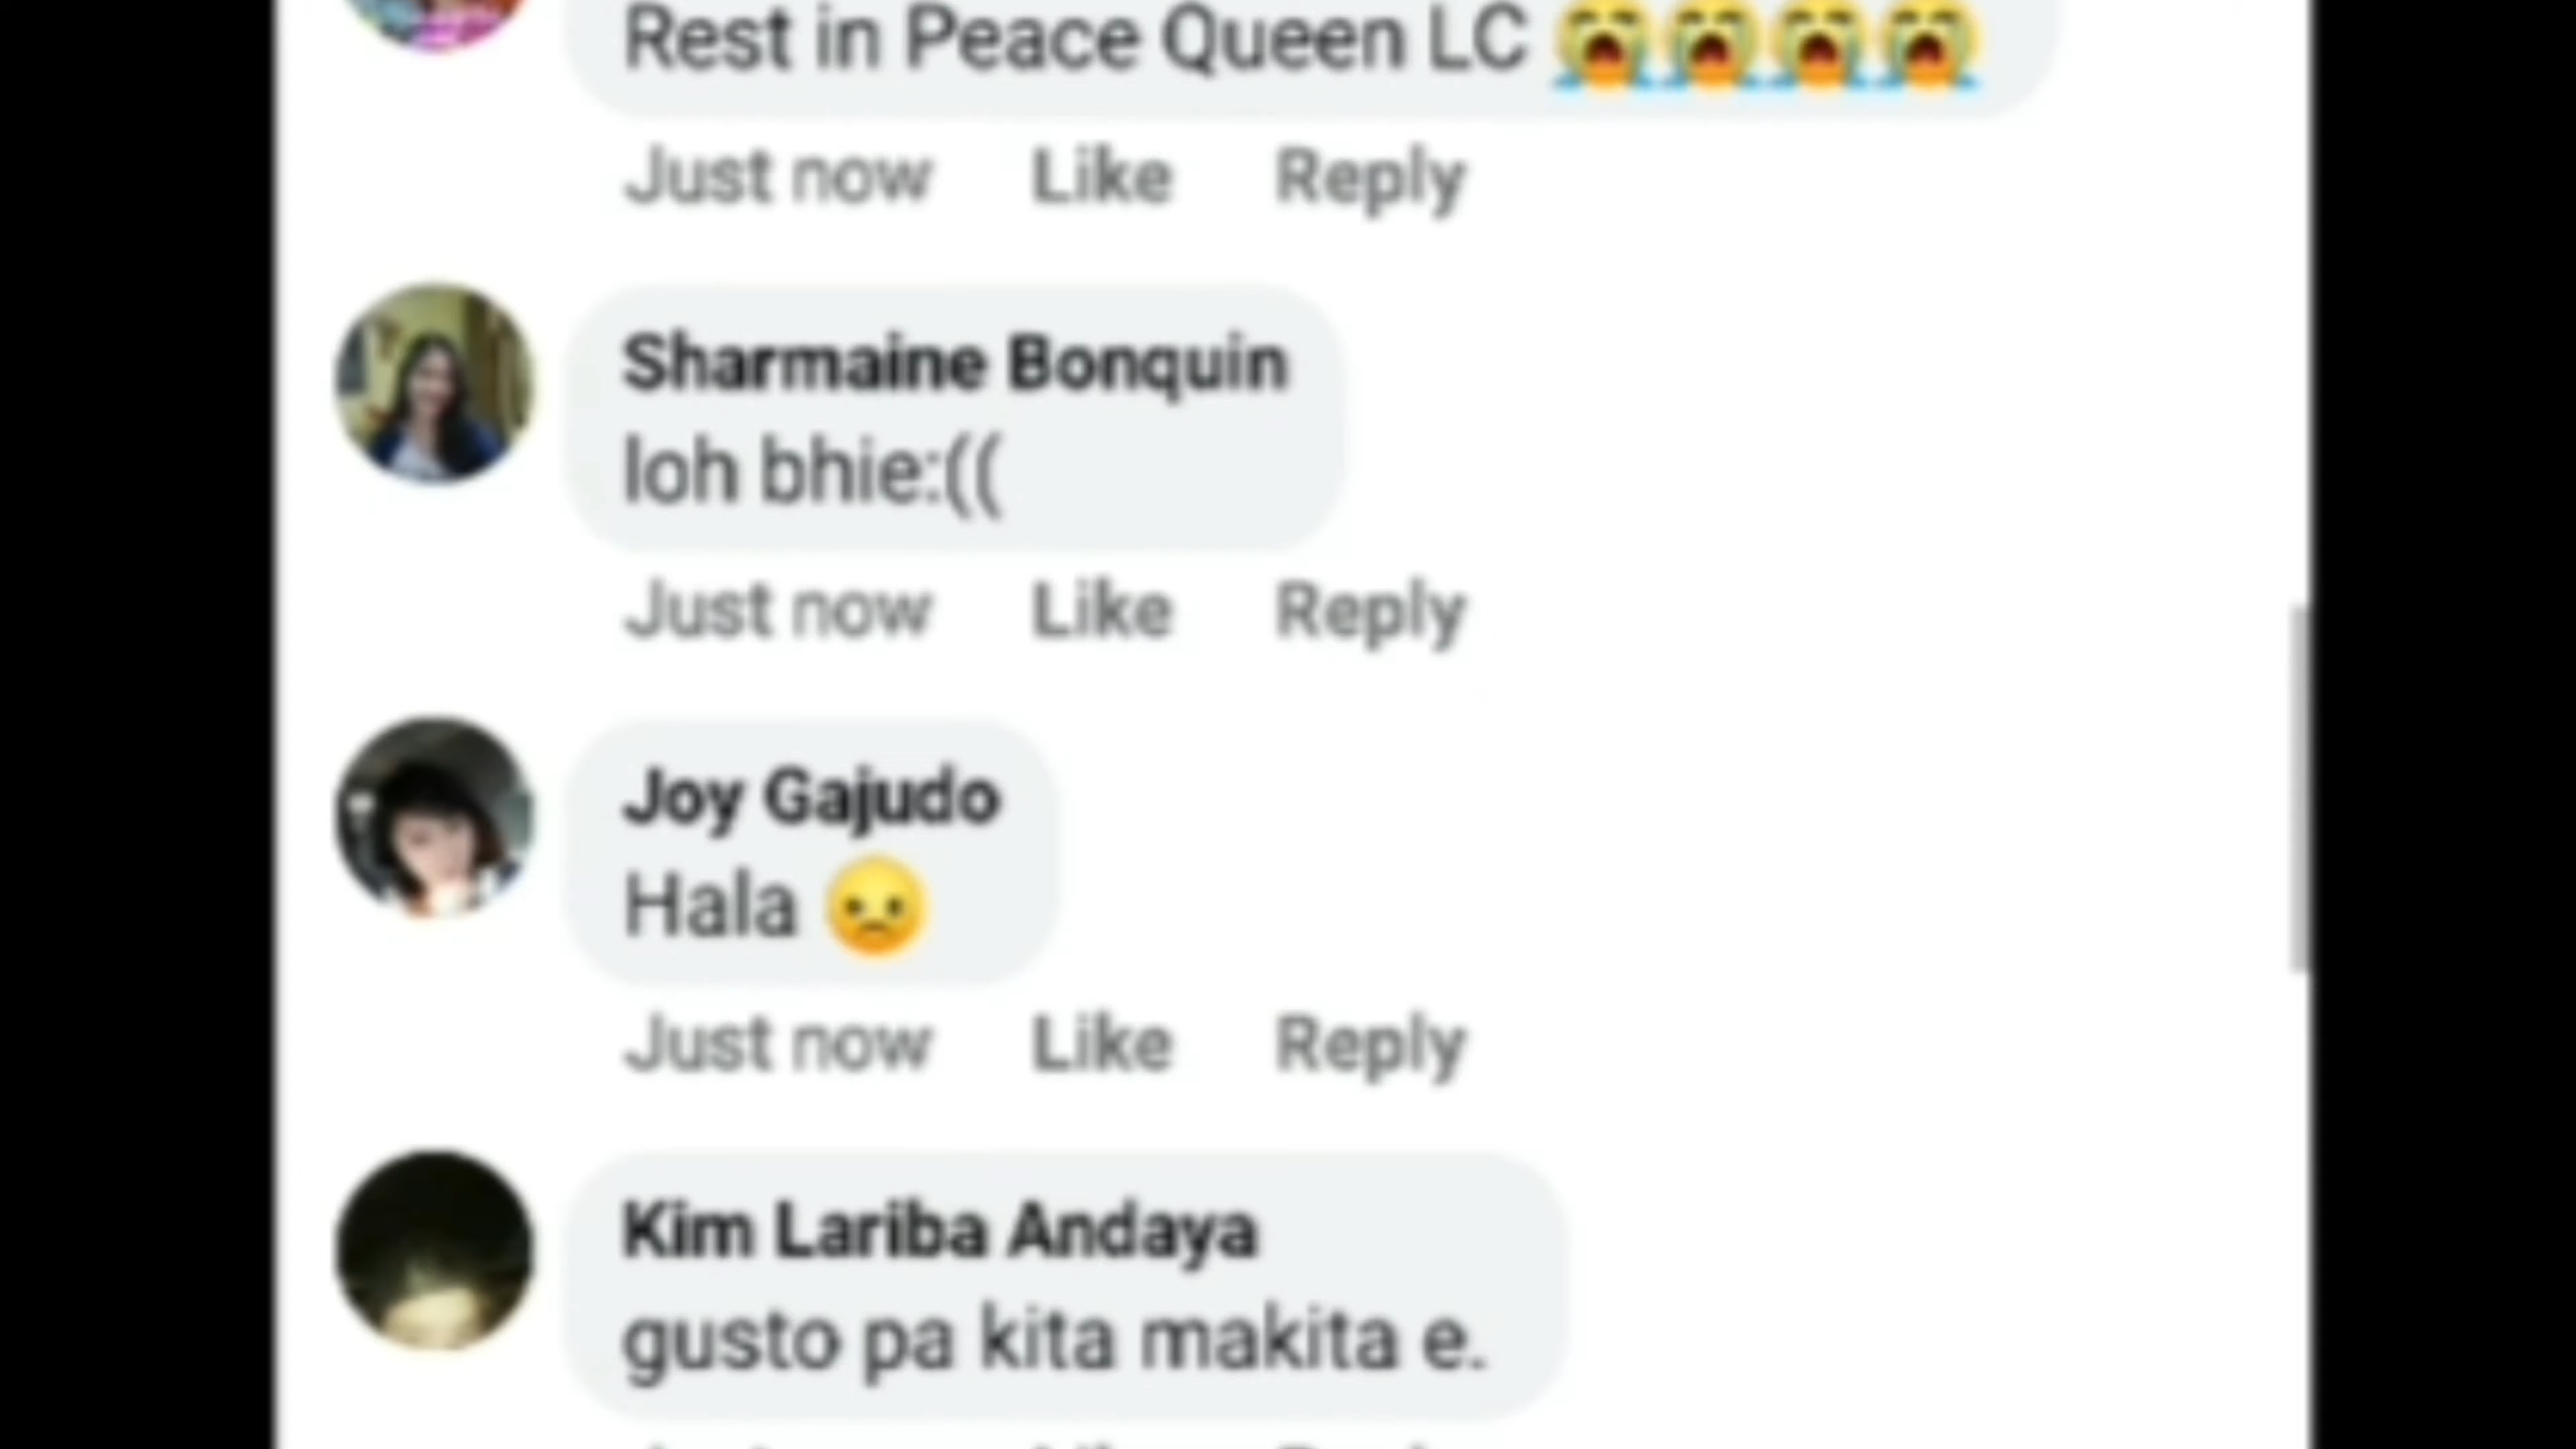 Rest in Peace Queen LC 😭😭😭😭
Just now Like Reply
Sharmaine Bonquin
loh bhie:((
Just now Like Reply
Joy Gajudo
Hala 😞
Just now Like Reply
Kim Lariba Andaya
gusto pa kita makita e.